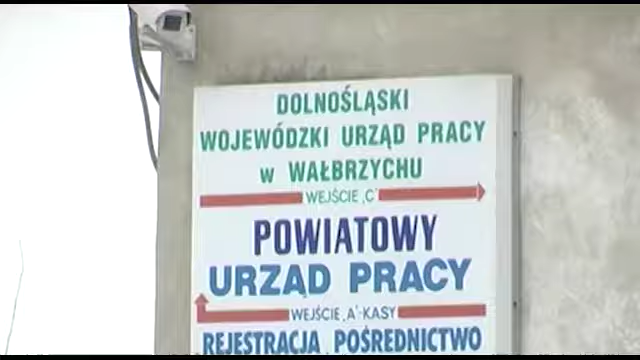 DOLNOŚLĄSKI
WOJEWÓDZKI URZĄD PRACY
w WAŁBRZYCHU
WEJŚCIE „C”
POWIATOWY
URZĄD PRACY
WEJŚCIE „A”-KASY
REJESTRACJA, POŚREDNICTWO